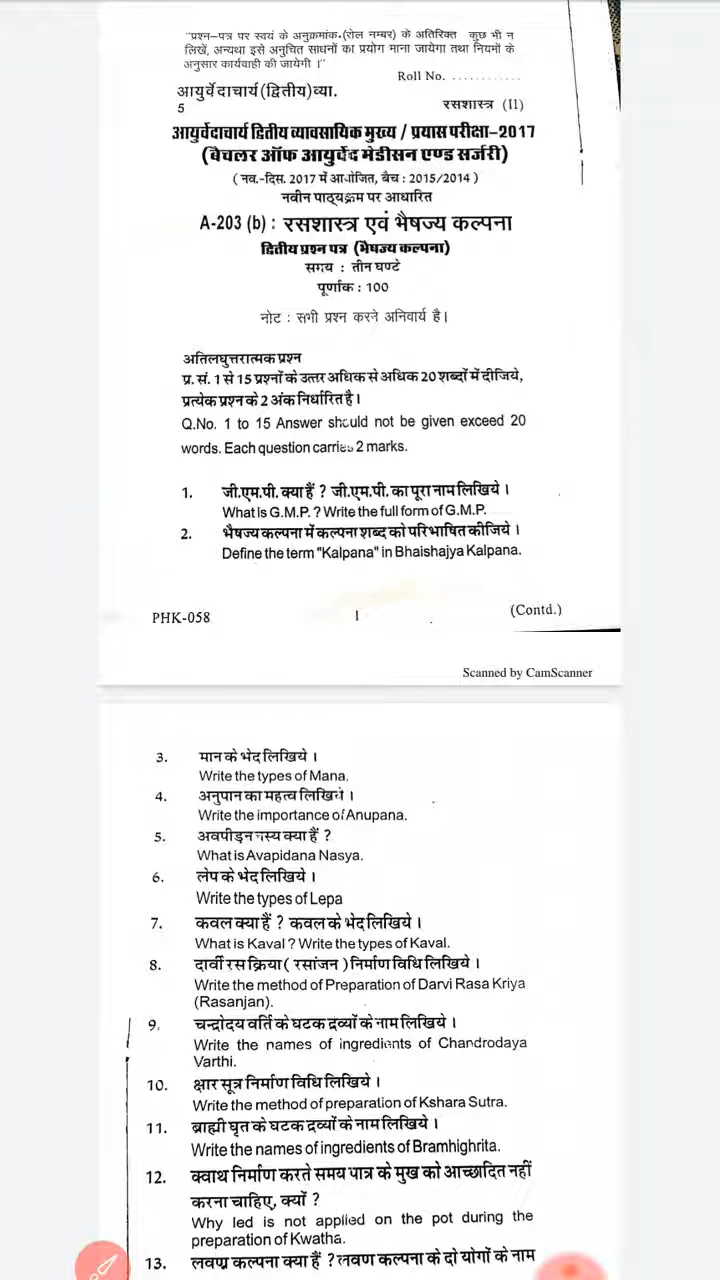 "प्रश्न-पत्र पर स्वयं के अनुक्रमांक (रोल नम्बर) के अतिरिक्त कुछ भी न
लिखें, अन्यथा इसे अनुचित साधनों का प्रयोग माना जायेगा तथा नियमों के
अनुसार कार्यवाही की जायेगी ।"
Roll No. ............
आयुर्वेदाचार्य(द्वितीय)व्या.
5
रसशास्त्र (II)
आयुर्वेदाचार्य द्वितीय व्यावसायिक मुख्य / प्रयास परीक्षा-2017
(बैचलर ऑफ आयुर्वेद मेडीसन एण्ड सर्जरी)
( नव.-दिस. 2017 में आयोजित, बैच : 2015/2014 )
नवीन पाठ्यक्रम पर आधारित
A-203 (b) : रसशास्त्र एवं भैषज्य कल्पना
द्वितीय प्रश्न पत्र (भैषज्य कल्पना)
समय : तीन घण्टे
पूर्णांक : 100
नोट : सभी प्रश्न करने अनिवार्य है।
अतिलघुत्तरात्मक प्रश्न
प्र. सं. 1 से 15 प्रश्नों के उत्तर अधिक से अधिक 20 शब्दों में दीजिये,
प्रत्येक प्रश्न के 2 अंक निर्धारित है।
Q.No. 1 to 15 Answer should not be given exceed 20
words. Each question carries 2 marks.
1. जी.एम.पी. क्या हैं ? जी.एम.पी. का पूरा नाम लिखिये ।
What is G.M.P. ? Write the full form of G.M.P.
2. भैषज्य कल्पना में कल्पना शब्द को परिभाषित कीजिये ।
Define the term "Kalpana" in Bhaishajya Kalpana.
PHK-058 1 (Contd.)
Scanned by CamScanner
3. मान के भेद लिखिये ।
Write the types of Mana.
4. अनुपान का महत्व लिखिये ।
Write the importance of Anupana.
5. अवपीड़न नस्य क्या हैं ?
What is Avapidana Nasya.
6. लेप के भेद लिखिये ।
Write the types of Lepa
7. कवल क्या हैं ? कवल के भेद लिखिये ।
What is Kaval ? Write the types of Kaval.
8. दार्वी रस क्रिया ( रसांजन ) निर्माण विधि लिखिये ।
Write the method of Preparation of Darvi Rasa Kriya
(Rasanjan).
9. चन्द्रोदय वर्ति के घटक द्रव्यों के नाम लिखिये ।
Write the names of ingredients of Chandrodaya
Varthi.
10. क्षार सूत्र निर्माण विधि लिखिये ।
Write the method of preparation of Kshara Sutra.
11. ब्राह्मी घृत के घटक द्रव्यों के नाम लिखिये ।
Write the names of ingredients of Bramhighrita.
12. क्वाथ निर्माण करते समय पात्र के मुख को आच्छादित नहीं
करना चाहिए, क्यों ?
Why led is not applied on the pot during the
preparation of Kwatha.
13. लवण कल्पना क्या हैं ? लवण कल्पना के दो योगों के नाम